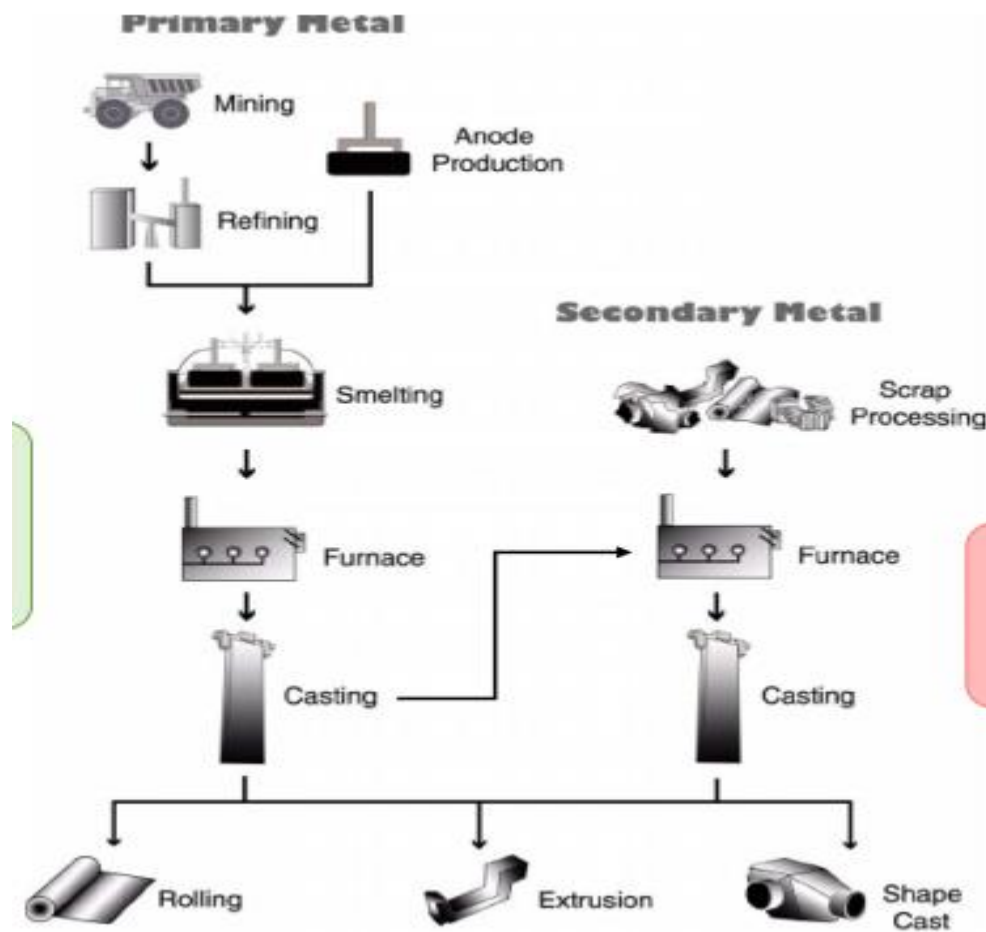 Primary Metal
Mining
Anode
Production
Refining
Secondary Metal
Smelting
Scrap
Processing
Furnace
Furnace
Casting
Casting
Rolling
Extrusion
Shape
Cast